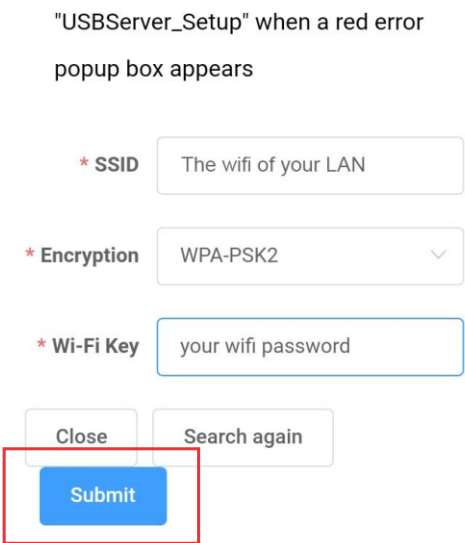 "USBServer_Setup" when a red error
popup box appears
* SSID The wifi of your LAN
* Encryption WPA-PSK2
* Wi-Fi Key your wifi password
Close Search again
Submit